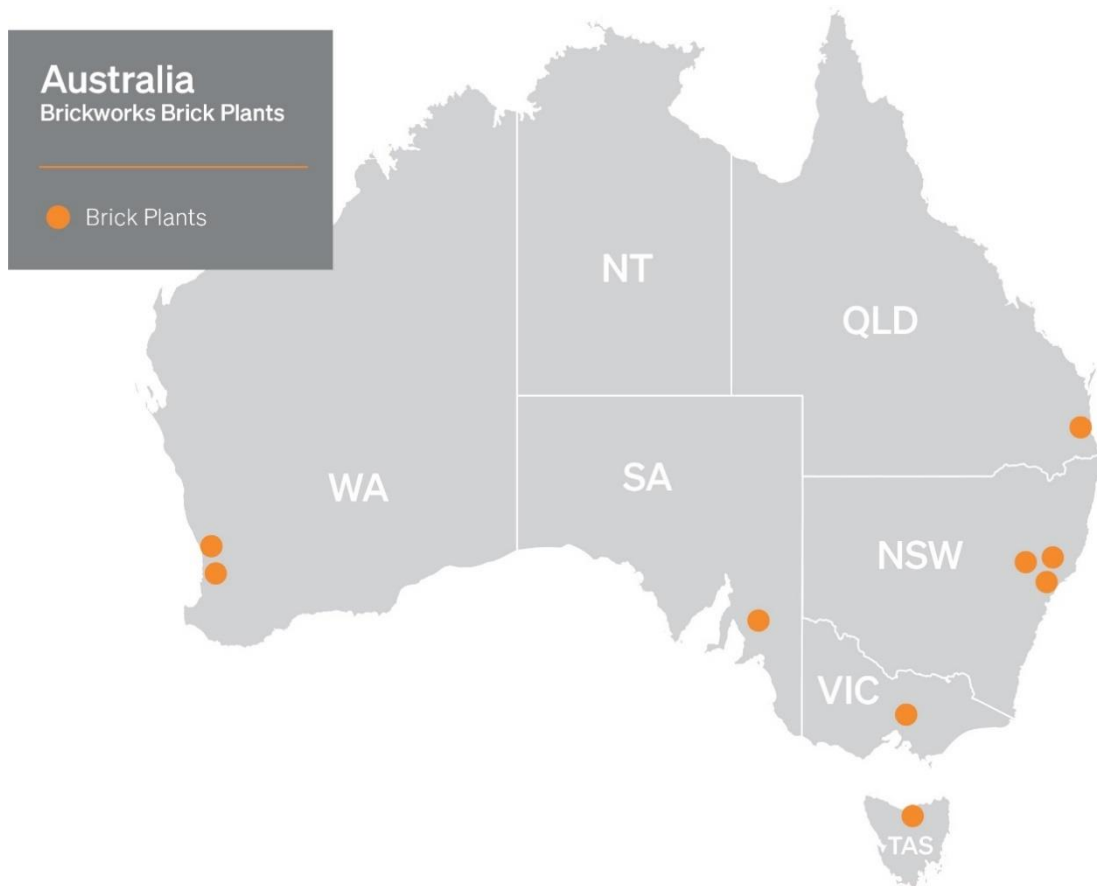 Australia
Brickworks Brick Plants
Brick Plants
NT
QLD
WA
SA
NSW
VIC
TAS